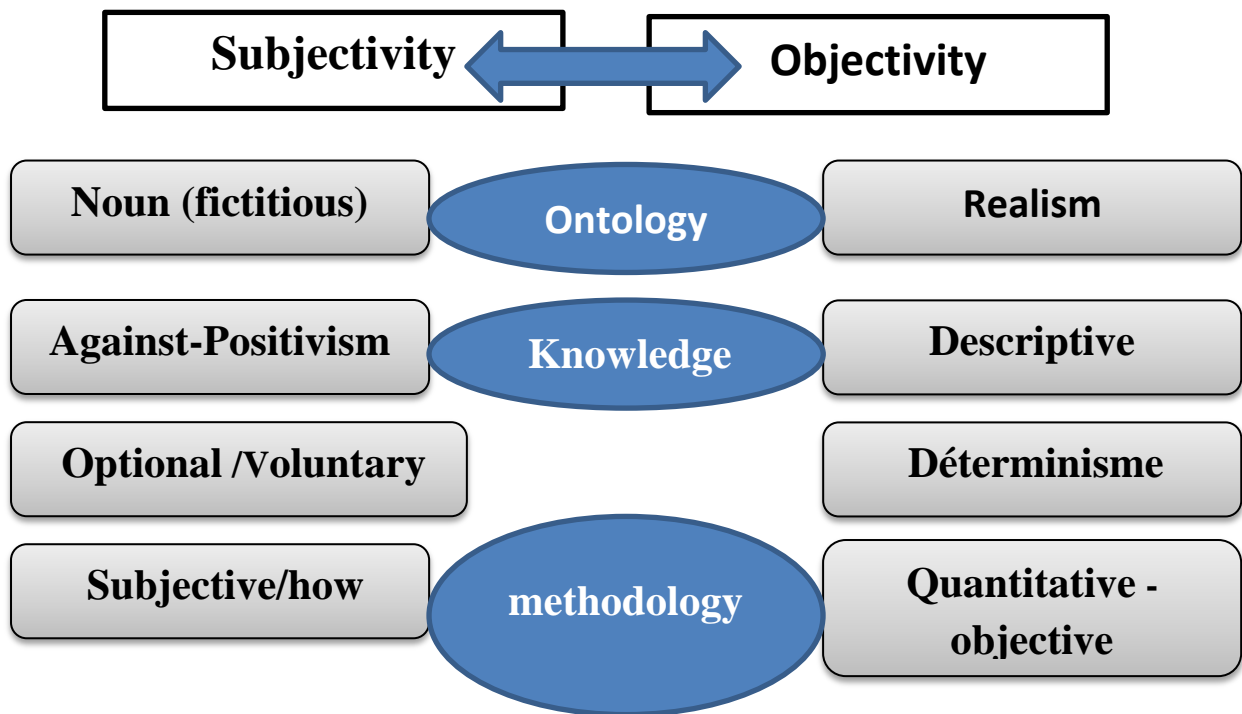 Subjectivity
Objectivity
Noun (fictitious)
Ontology
Realism
Against-Positivism
Knowledge
Descriptive
Optional /Voluntary
Déterminisme
Subjective/how
methodology
Quantitative -
objective